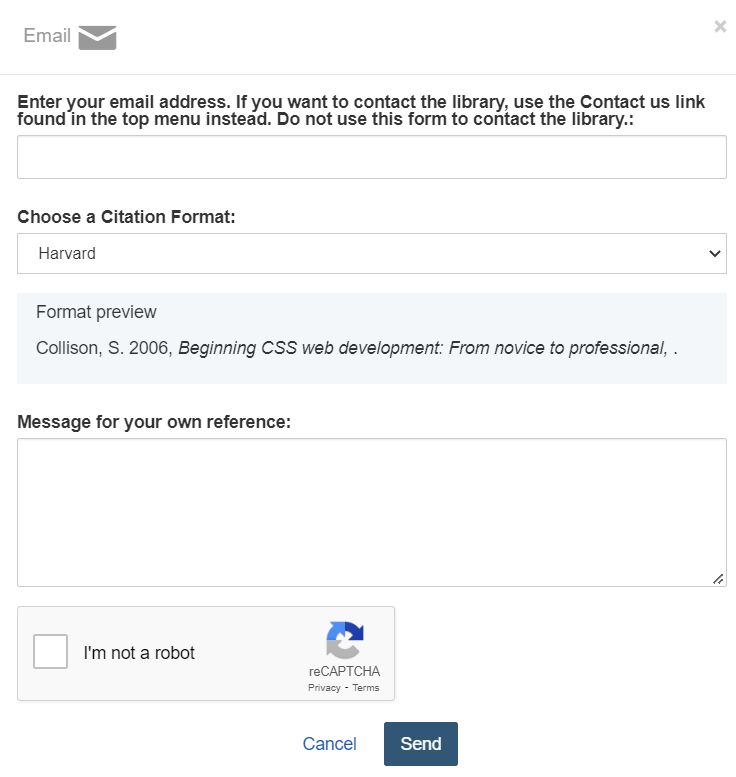 Email
×
Enter your email address. If you want to contact the library, use the Contact us link
found in the top menu instead. Do not use this form to contact the library.:
Choose a Citation Format:
Harvard
Format preview
Collison, S. 2006, Beginning CSS web development: From novice to professional, .
Message for your own reference:
I'm not a robot
reCAPTCHA
Privacy - Terms
Cancel
Send